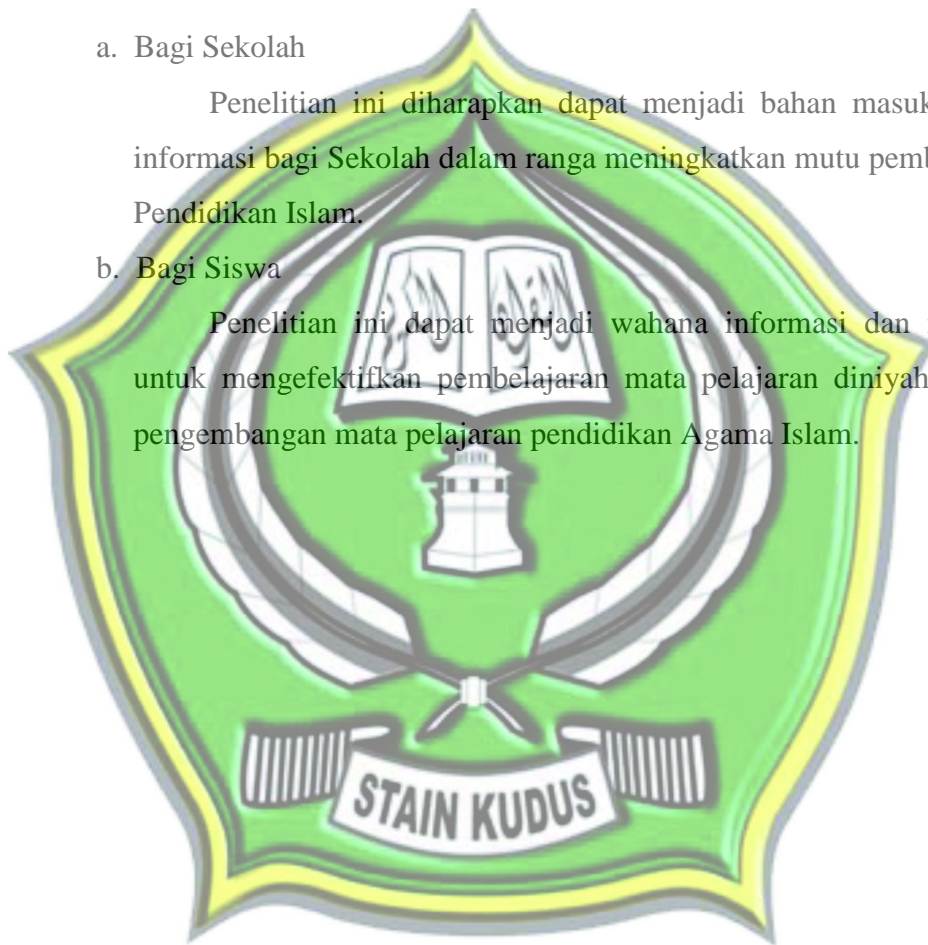 a. Bagi Sekolah
Penelitian ini diharapkan dapat menjadi bahan masuk
informasi bagi Sekolah dalam ranga meningkatkan mutu pemb
Pendidikan Islam.
b. Bagi Siswa
Penelitian ini dapat menjadi wahana informasi dan
untuk mengefektifkan pembelajaran mata pelajaran diniyah
pengembangan mata pelajaran pendidikan Agama Islam.
STAIN KUDUS